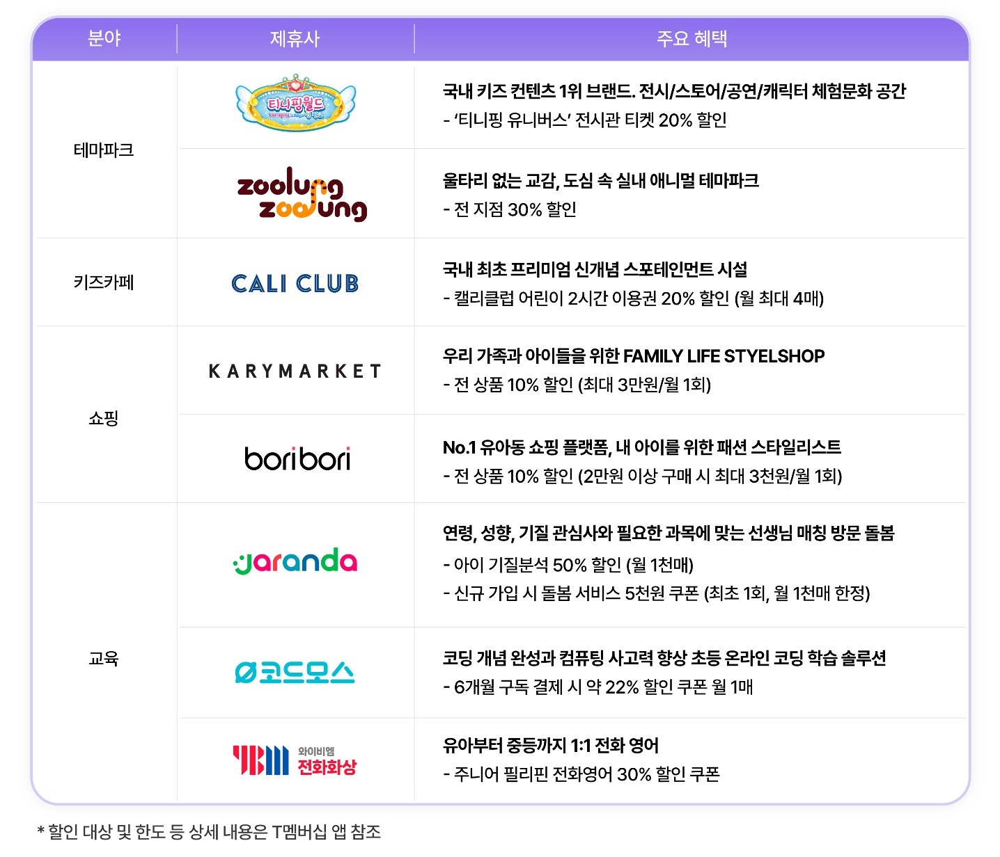 분야 제휴사 주요 혜택
테마파크
티니핑월드
국내 키즈 컨텐츠 1위 브랜드. 전시/스토어/공연/캐릭터 체험문화 공간
- ‘티니핑 유니버스’ 전시관 티켓 20% 할인
zoolung
zoolung
울타리 없는 교감, 도심 속 실내 애니멀 테마파크
- 전 지점 30% 할인
키즈카페
CALI CLUB
국내 최초 프리미엄 신개념 스포테인먼트 시설
- 캘리클럽 어린이 2시간 이용권 20% 할인 (월 최대 4매)
쇼핑
KARYMARKET
우리 가족과 아이들을 위한 FAMILY LIFE STYELSHOP
- 전 상품 10% 할인 (최대 3만원/월 1회)
boribori
No.1 유아동 쇼핑 플랫폼, 내 아이를 위한 패션 스타일리스트
- 전 상품 10% 할인 (2만원 이상 구매 시 최대 3천원/월 1회)
교육
jaranda
연령, 성향, 기질 관심사와 필요한 과목에 맞는 선생님 매칭 방문 돌봄
- 아이 기질분석 50% 할인 (월 1천매)
- 신규 가입 시 돌봄 서비스 5천원 쿠폰 (최초 1회, 월 1천매 한정)
코드모스
코딩 개념 완성과 컴퓨팅 사고력 향상 초등 온라인 코딩 학습 솔루션
- 6개월 구독 결제 시 약 22% 할인 쿠폰 월 1매
YBM 와이비엠
전화화상
유아부터 중등까지 1:1 전화 영어
- 주니어 필리핀 전화영어 30% 할인 쿠폰
* 할인 대상 및 한도 등 상세 내용은 T멤버십 앱 참조